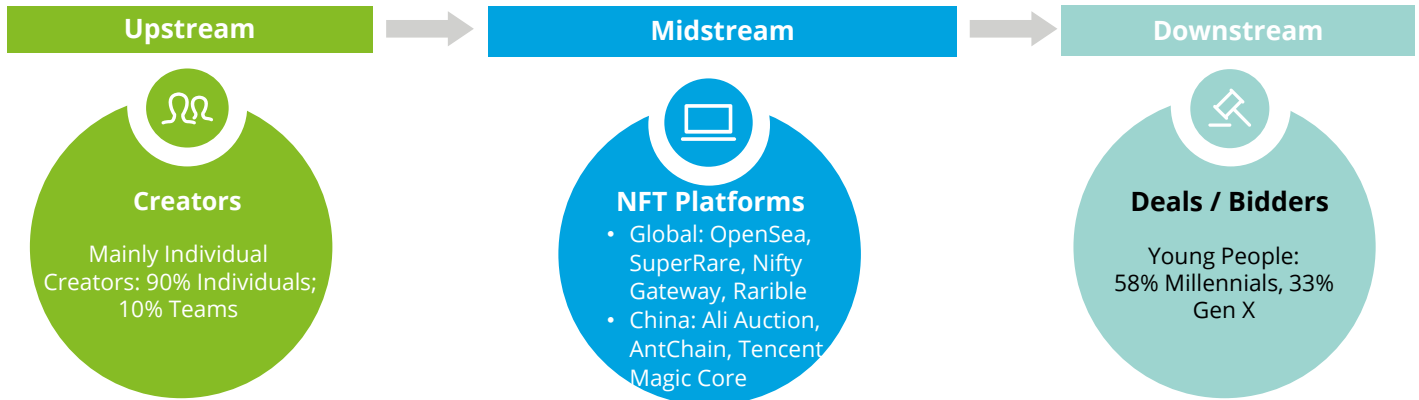 Upstream
Midstream
Downstream
Creators
Mainly Individual
Creators: 90% Individuals;
10% Teams
NFT Platforms
• Global: OpenSea,
SuperRare, Nifty
Gateway, Rarible
• China: Ali Auction,
AntChain, Tencent
Magic Core
Deals / Bidders
Young People:
58% Millennials, 33%
Gen X